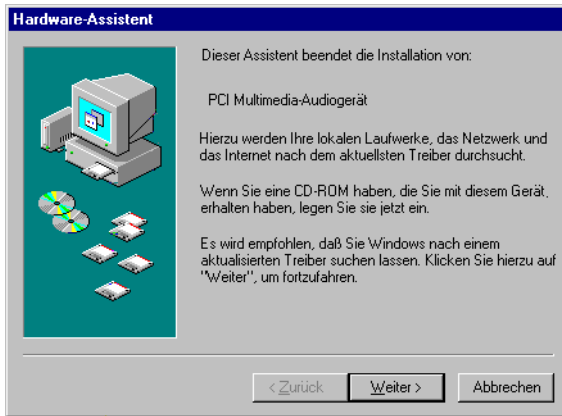 Hardware-Assistent
Dieser Assistent beendet die Installation von:
PCI Multimedia-Audiogerät
Hierzu werden Ihre lokalen Laufwerke, das Netzwerk und
das Internet nach dem aktuellsten Treiber durchsucht.
Wenn Sie eine CD-ROM haben, die Sie mit diesem Gerät,
erhalten haben, legen Sie sie jetzt ein.
Es wird empfohlen, daß Sie Windows nach einem
aktualisierten Treiber suchen lassen. Klicken Sie hierzu auf
"Weiter", um fortzufahren.
< Zurück Weiter > Abbrechen